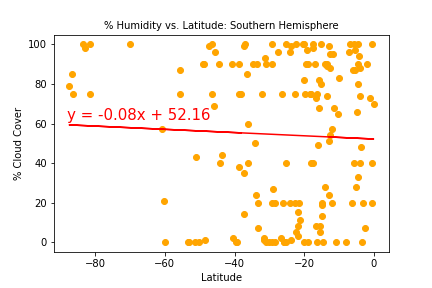 % Humidity vs. Latitude: Southern Hemisphere
% Cloud Cover
100
80
60
40
20
0
y = -0.08x + 52.16
−80
−60
−40
−20
0
Latitude